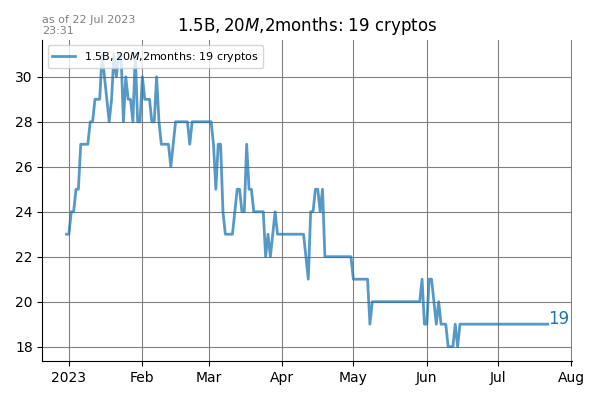 as of 22 Jul 2023
23:31
1.5B, 20M,2months: 19 cryptos
1.5B, 20M,2months: 19 cryptos
30
28
26
24
22
20
18
19
2023 Feb Mar Apr May Jun Jul Aug